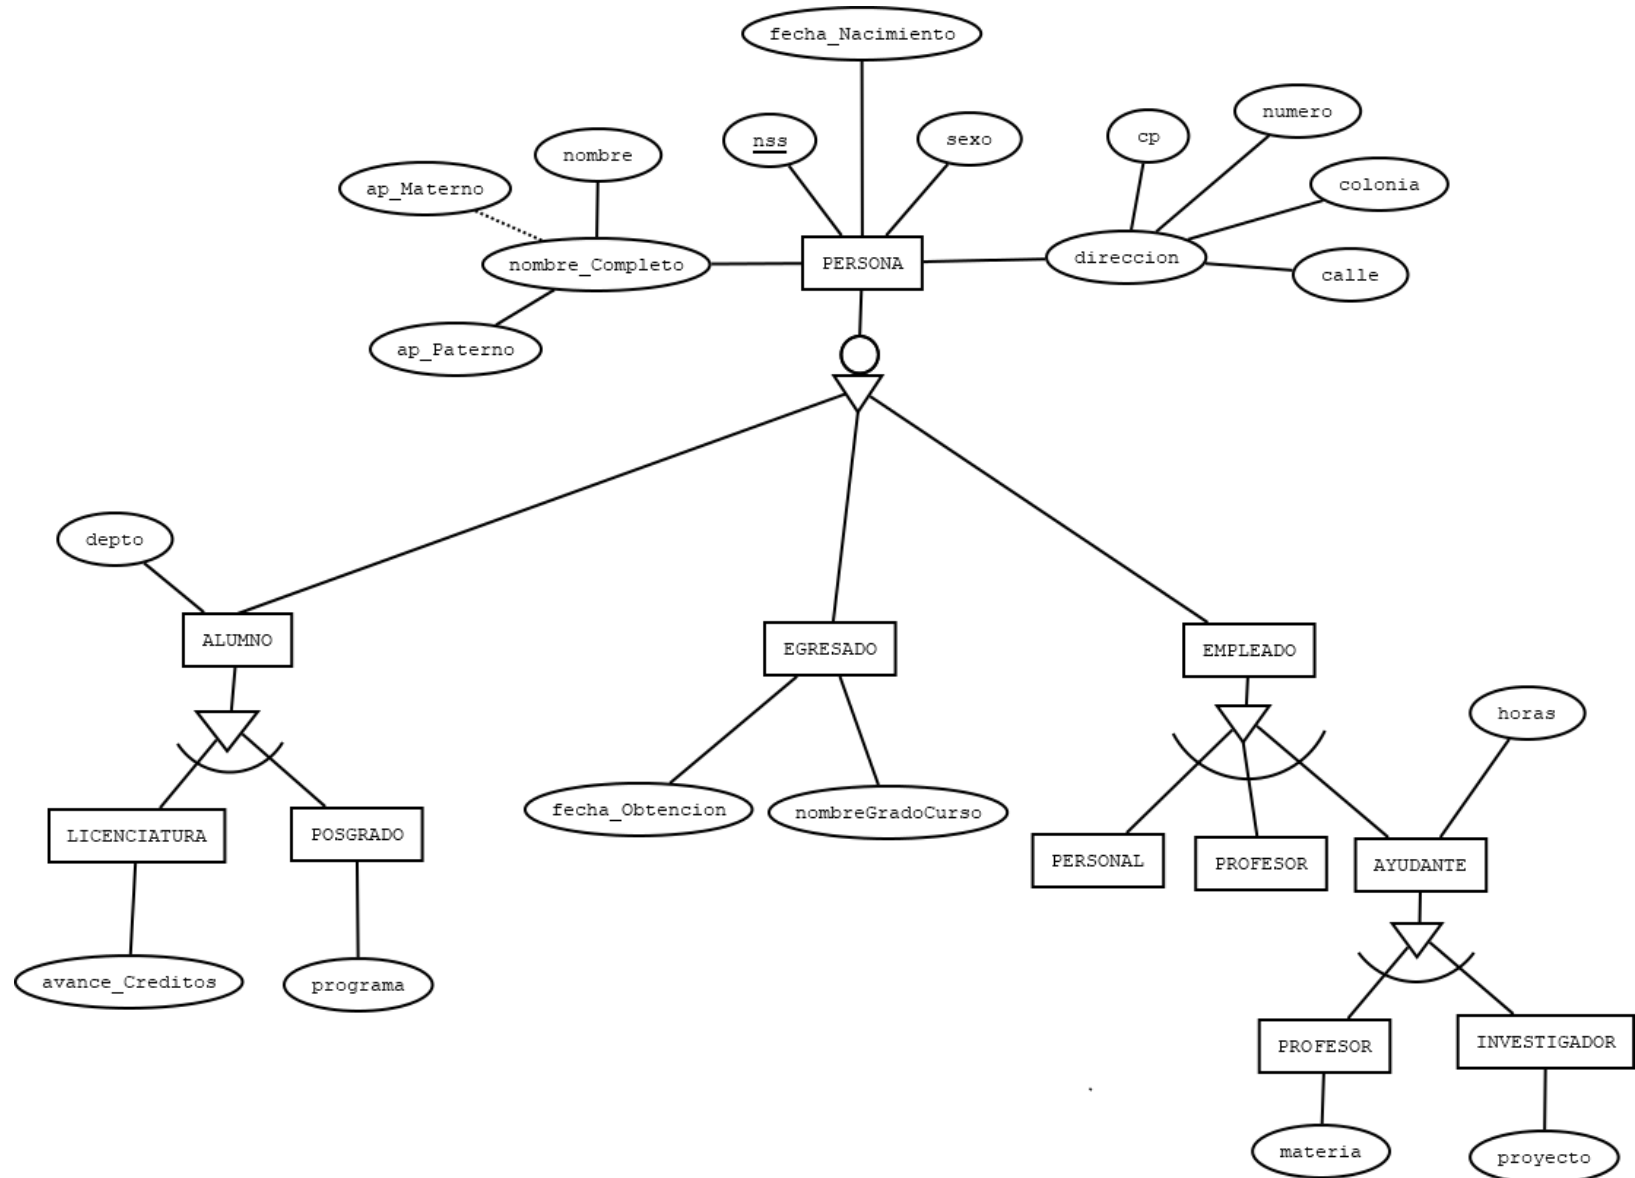 fecha_Nacimiento
numero
nss
sexo
cp
nombre
ap_Materno
colonia
nombre_Completo
PERSONA
direccion
calle
ap_Paterno
depto
ALUMNO
EGRESADO
EMPLEADO
horas
fecha_Obtencion
nombreGradoCurso
LICENCIATURA
POSGRADO
PERSONAL
PROFESOR
AYUDANTE
avance_Creditos
programa
PROFESOR
INVESTIGADOR
materia
proyecto